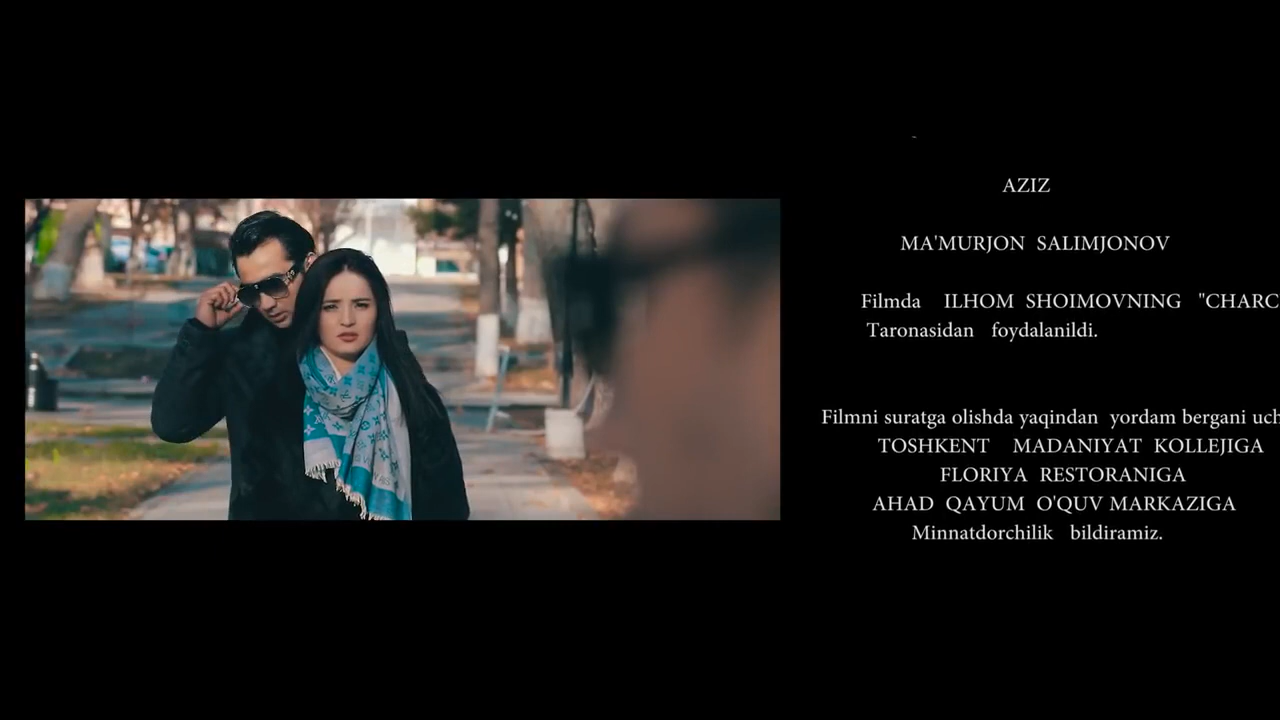 AZIZ
MA'MURJON SALIMJONOV
Filmda ILHOM SHOIMOVNING
Taronasidan foydalanildi.
Filmni suratga olishda yaqindan yordam bergani
TOSHKENT MADANIYAT KOLLEJIGA
FLORIYA RESTORANIGA
AHAD QAYUM O'QUV MARKAZIGA
Minnatdorchilik bildiramiz.